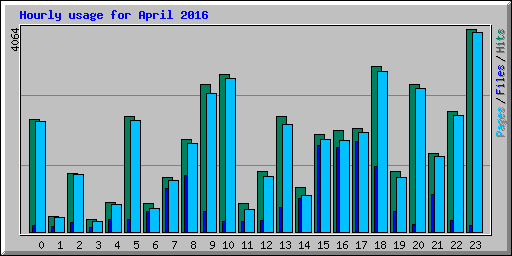 Hourly usage for April 2016
4064
Pages / Files / Hits
0 1 2 3 4 5 6 7 8 9 10 11 12 13 14 15 16 17 18 19 20 21 22 23